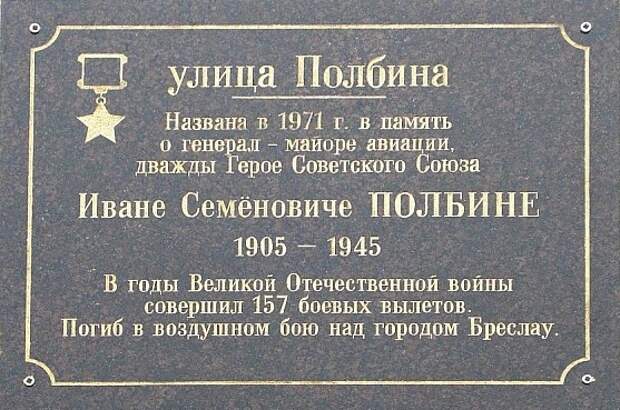 улица Полбина
Названа в 1971 г. в память
о генерал - майоре авиации,
дважды Герое Советского Союза
Иване Семёновиче ПОЛБИНЕ
1905 — 1945
В годы Великой Отечественной войны
совершил 157 боевых вылетов.
Погиб в воздушном бою над городом Бреслау.